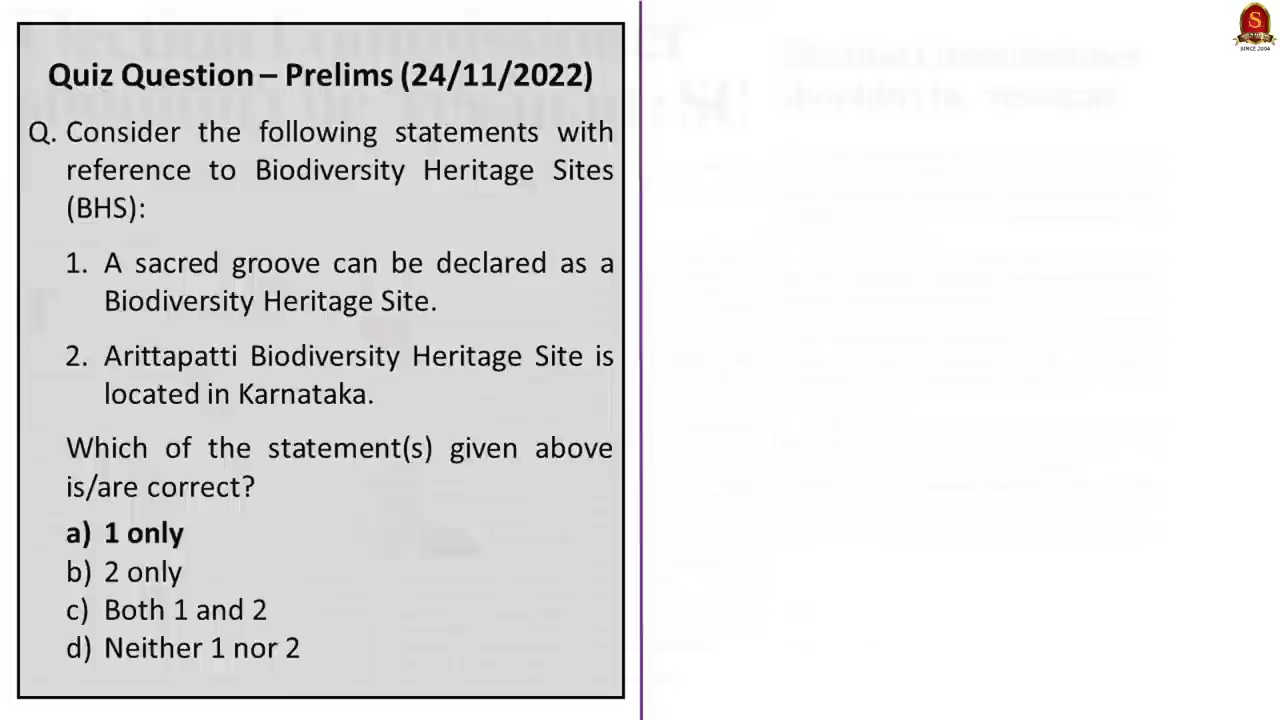 Quiz Question – Prelims (24/11/2022)
Q. Consider the following statements with
reference to Biodiversity Heritage Sites
(BHS):
1. A sacred groove can be declared as a
Biodiversity Heritage Site.
2. Arittapatti Biodiversity Heritage Site is
located in Karnataka.
Which of the statement(s) given above
is/are correct?
a) 1 only
b) 2 only
c) Both 1 and 2
d) Neither 1 nor 2
S
SINCE 2004